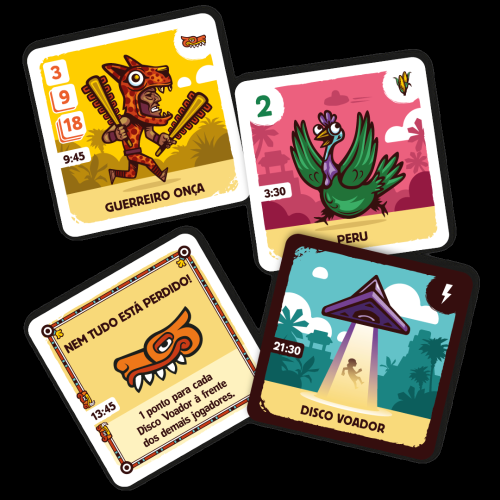 3
9
18
9:45
GUERREIRO ONÇA
2
3:30
PERU
NEM TUDO ESTÁ PERDIDO!
13:45
1 ponto para cada
Disco Voador à frente
dos demais jogadores.
21:30
DISCO VOADOR